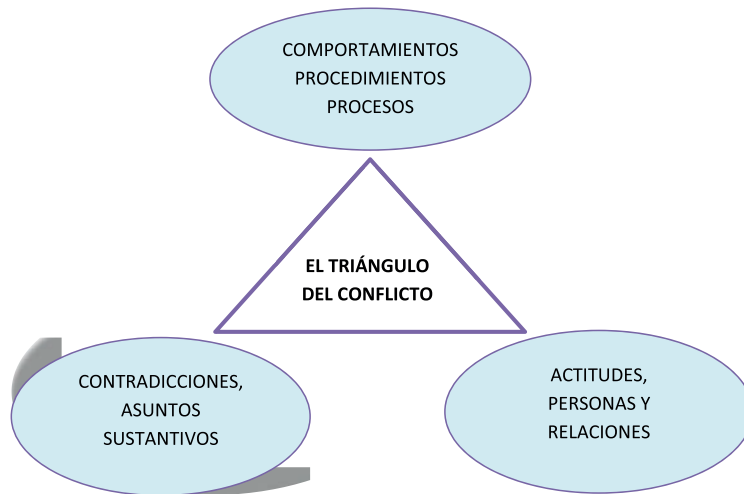 COMPORTAMIENTOS
PROCEDIMIENTOS
PROCESOS
EL TRIÁNGULO
DEL CONFLICTO
CONTRADICCIONES,
ASUNTOS
SUSTANTIVOS
ACTITUDES,
PERSONAS Y
RELACIONES